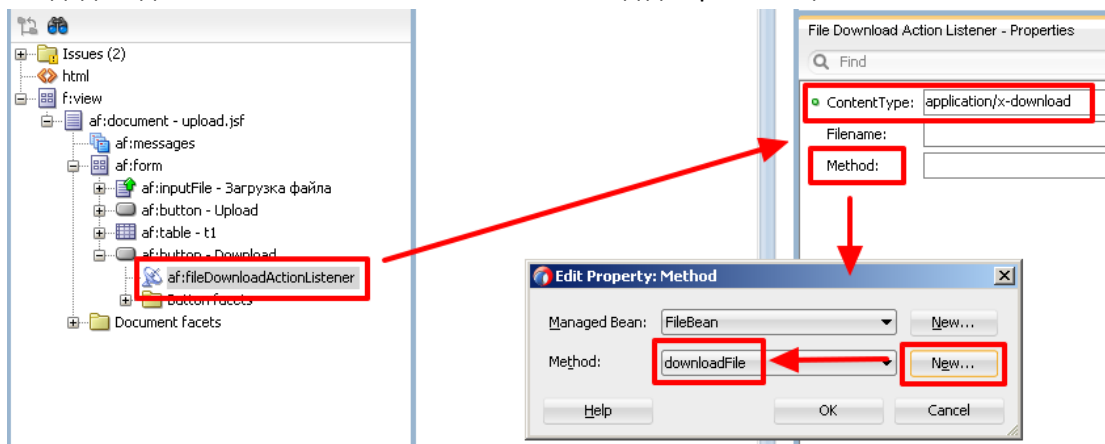 Issues (2)
html
f:view
af:document - upload.jsf
af:messages
af:form
af:inputFile - Загрузка файла
af:button - Upload
af:table - t1
af:button - Download
af:fileDownloadActionListener
Button facets
Document facets
File Download Action Listener - Properties
Find
ContentType: application/x-download
Filename:
Method:
Edit Property: Method
Managed Bean: FileBean New...
Method: downloadFile New...
Help OK Cancel